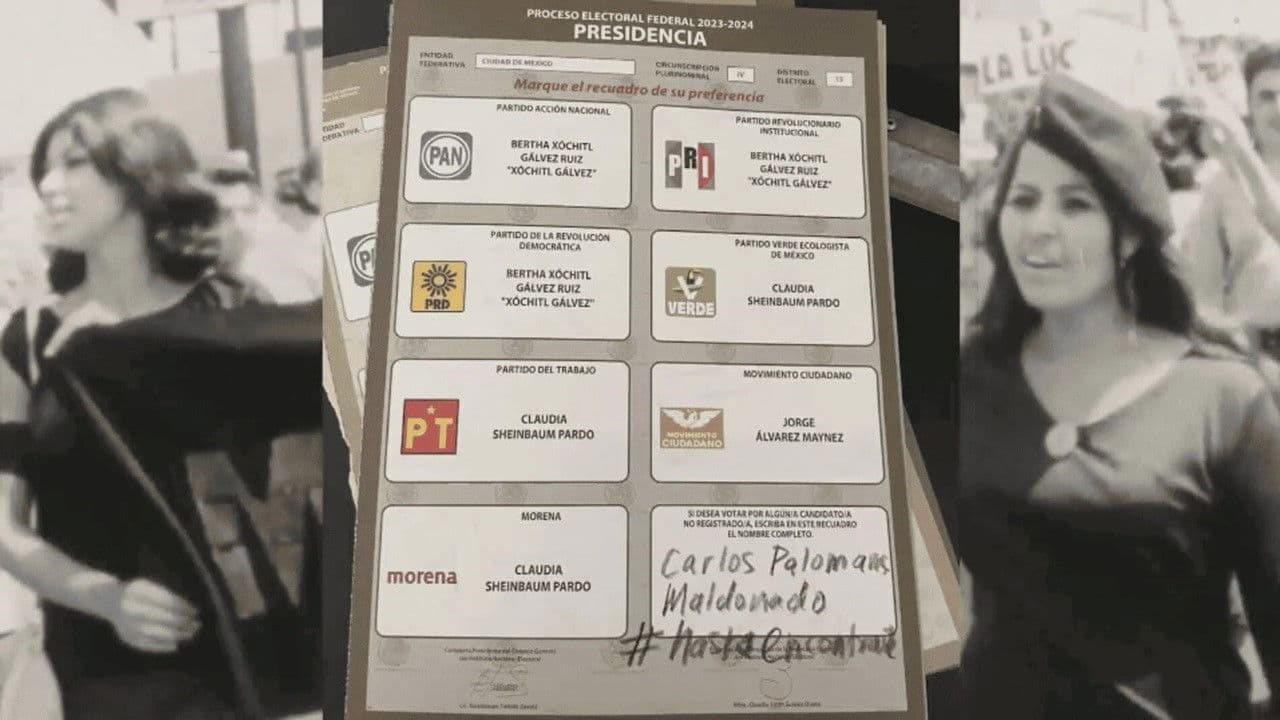 PROCESO ELECTORAL FEDERAL 2023-2024
PRESIDENCIA
ENTIDAD FEDERATIVA
CIUDAD DE MÉXICO
CIRCUNSCRIPCIÓN PLURINOMINAL
IV
DISTRITO ELECTORAL
Marque el recuadro de su preferencia
PARTIDO ACCIÓN NACIONAL
PAN
BERTHA XÓCHITL
GÁLVEZ RUIZ
"XÓCHITL GÁLVEZ"
PARTIDO REVOLUCIONARIO
INSTITUCIONAL
PRI
BERTHA XÓCHITL
GÁLVEZ RUIZ
"XÓCHITL GÁLVEZ"
PARTIDO DE LA REVOLUCIÓN
DEMOCRÁTICA
PRD
BERTHA XÓCHITL
GÁLVEZ RUIZ
"XÓCHITL GÁLVEZ"
PARTIDO VERDE ECOLOGISTA
DE MÉXICO
VERDE
CLAUDIA
SHEINBAUM PARDO
PARTIDO DEL TRABAJO
PT
CLAUDIA
SHEINBAUM PARDO
MOVIMIENTO CIUDADANO
MOVIMIENTO
CIUDADANO
JORGE
ÁLVAREZ MAYNEZ
MORENA
morena
CLAUDIA
SHEINBAUM PARDO
SI DESEA VOTAR POR ALGÚN/A CANDIDATO/A
NO REGISTRADO/A, ESCRIBA EN ESTE RECUADRO
EL NOMBRE COMPLETO.
Carlos Palomares
Maldonado
LA LUC